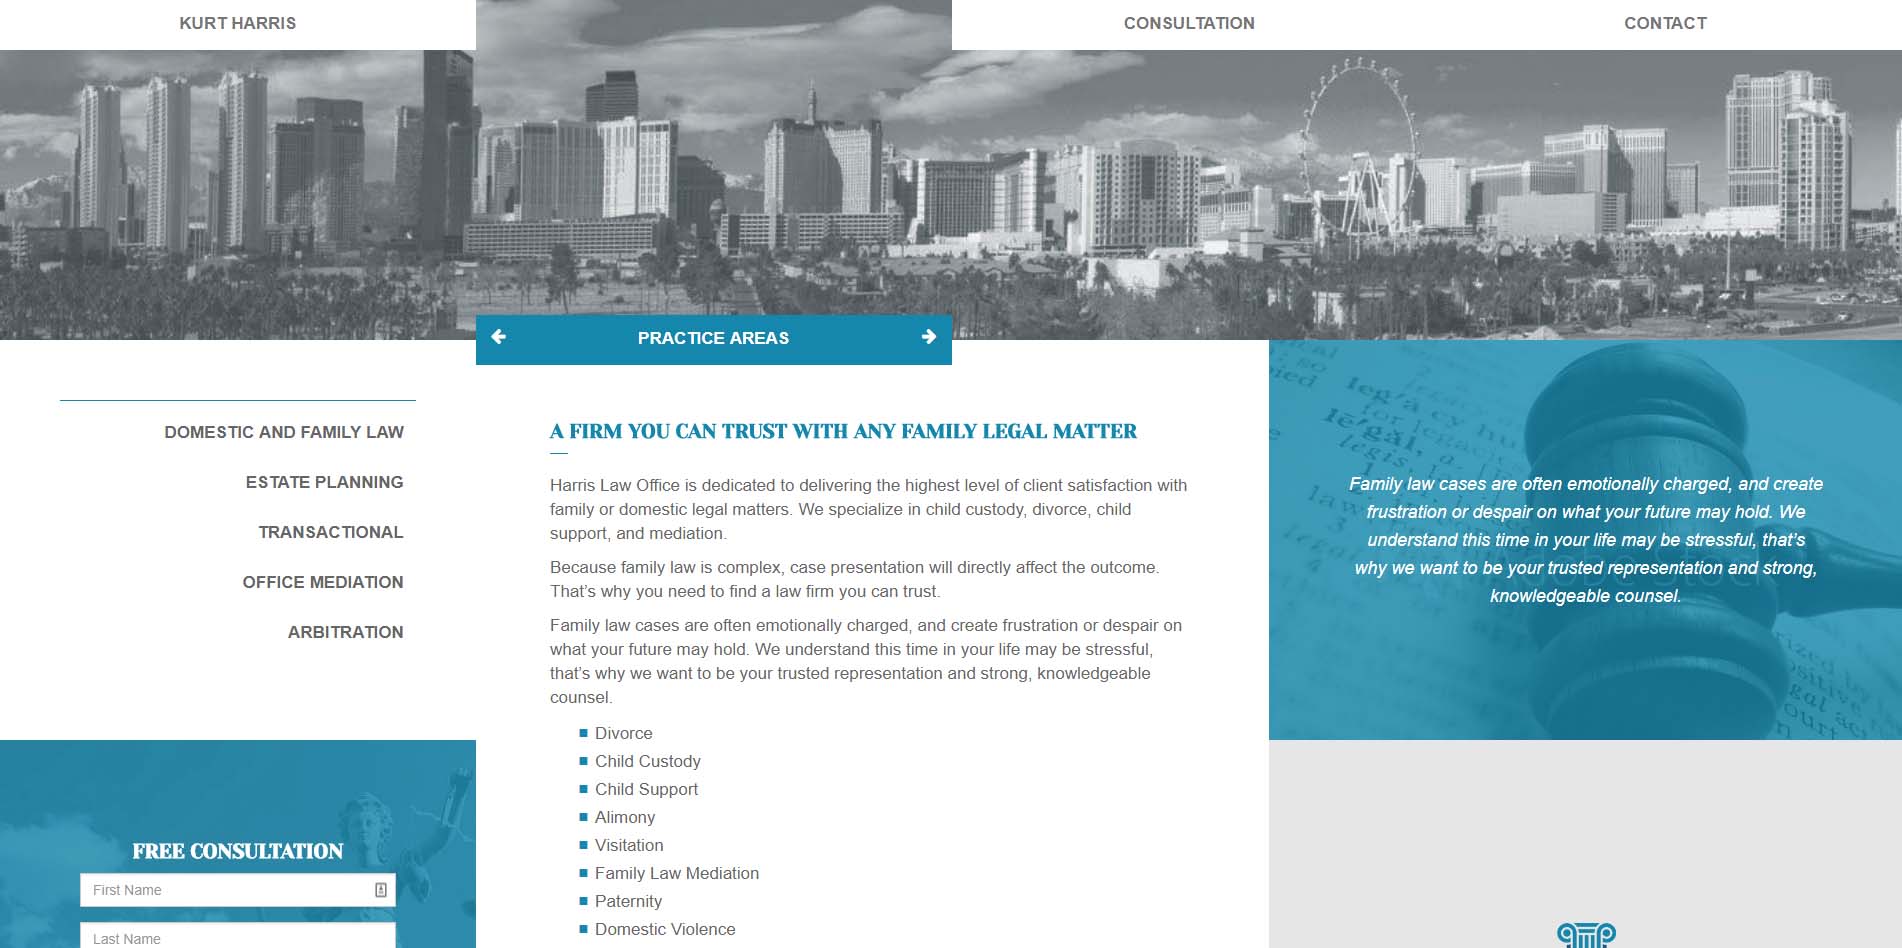 KURT HARRIS
CONSULTATION
CONTACT
PRACTICE AREAS
DOMESTIC AND FAMILY LAW
ESTATE PLANNING
TRANSACTIONAL
OFFICE MEDIATION
ARBITRATION
FREE CONSULTATION
First Name
Last Name
A FIRM YOU CAN TRUST WITH ANY FAMILY LEGAL MATTER
Harris Law Office is dedicated to delivering the highest level of client satisfaction with
family or domestic legal matters. We specialize in child custody, divorce, child
support, and mediation.
Because family law is complex, case presentation will directly affect the outcome.
That’s why you need to find a law firm you can trust.
Family law cases are often emotionally charged, and create frustration or despair on
what your future may hold. We understand this time in your life may be stressful,
that’s why we want to be your trusted representation and strong, knowledgeable
counsel.
Divorce
Child Custody
Child Support
Alimony
Visitation
Family Law Mediation
Paternity
Domestic Violence
Family law cases are often emotionally charged, and create
frustration or despair on what your future may hold. We
understand this time in your life may be stressful, that’s
why we want to be your trusted representation and strong,
knowledgeable counsel.